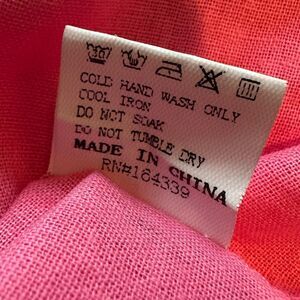 COLD HAND WASH ONLY
COOL IRON
DO NOT SOAK
DO NOT TUMBLE DRY
MADE IN CHINA
RN#164339